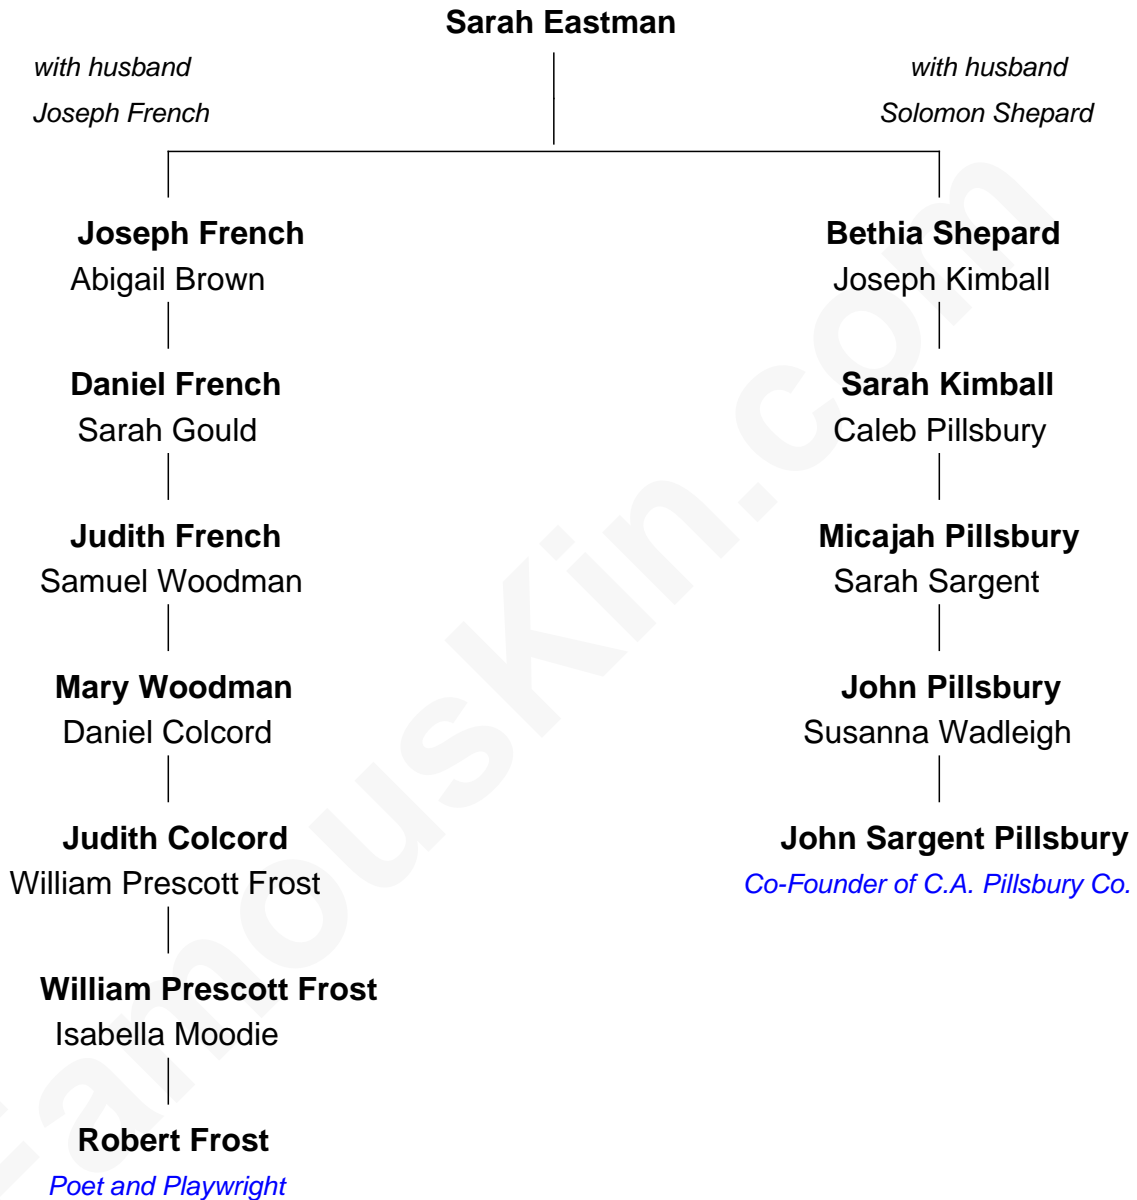 Sarah Eastman
with husband
Joseph French
with husband
Solomon Shepard
Joseph French
Abigail Brown
Bethia Shepard
Joseph Kimball
Daniel French
Sarah Gould
Sarah Kimball
Caleb Pillsbury
Judith French
Samuel Woodman
Micajah Pillsbury
Sarah Sargent
Mary Woodman
Daniel Colcord
John Pillsbury
Susanna Wadleigh
Judith Colcord
William Prescott Frost
John Sargent Pillsbury
Co-Founder of C.A. Pillsbury Co.
William Prescott Frost
Isabella Moodie
Robert Frost
Poet and Playwright
FamousKin.com